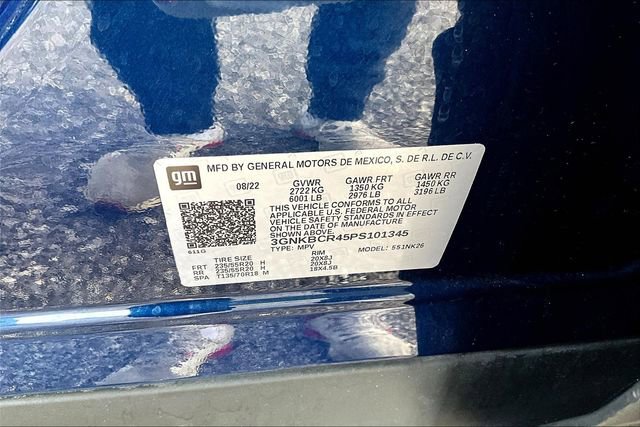 gm MFD BY GENERAL MOTORS DE MEXICO, S. DE R.L. DE C.V.
08/22 GVWR GAWR FRT GAWR RR
2722 KG 1350 KG 1450 KG
6001 LB 2976 LB 3196 LB
THIS VEHICLE CONFORMS TO ALL
APPLICABLE U.S. FEDERAL MOTOR
VEHICLE SAFETY STANDARDS IN EFFECT
ON THE DATE OF MANUFACTURE
SHOWN ABOVE.
3GNKBCR45PS101345
611G TYPE: MPV MODEL: 551NK26
TIRE SIZE RIM
FRT 235/55R20 H 20X8J
RR 235/55R20 H 20X8J
SPA T135/70R18 M 18X4.5B